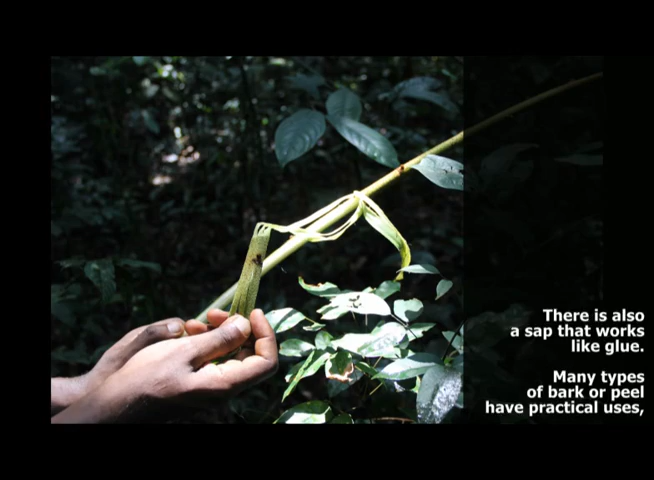 There is also
a sap that works
like glue.
Many types
of bark or peel
have practical uses,